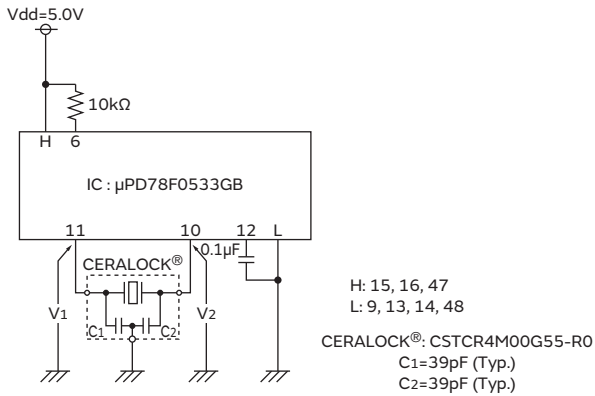 Vdd=5.0V
10kΩ
H 6
IC : μPD78F0533GB
11 10 12 L
0.1μF
CERALOCK®
V1 V2
C1 C2
H: 15, 16, 47
L: 9, 13, 14, 48
CERALOCK®: CSTCR4M00G55-R0
C1=39pF (Typ.)
C2=39pF (Typ.)